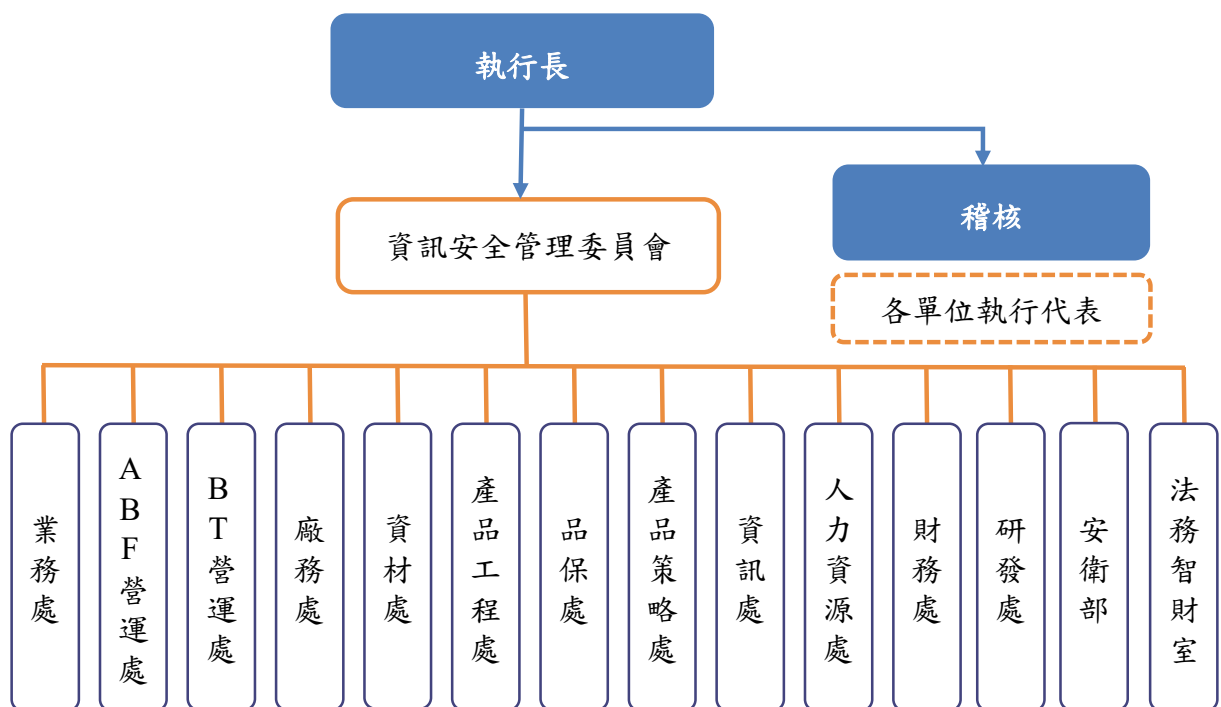 執行長
稽核
資訊安全管理委員會
各單位執行代表
業務處
ABF營運處
BT營運處
廠務處
資材處
產品工程處
品保處
產品策略處
資訊處
人力資源處
財務處
研發處
安衛部
法務智財室